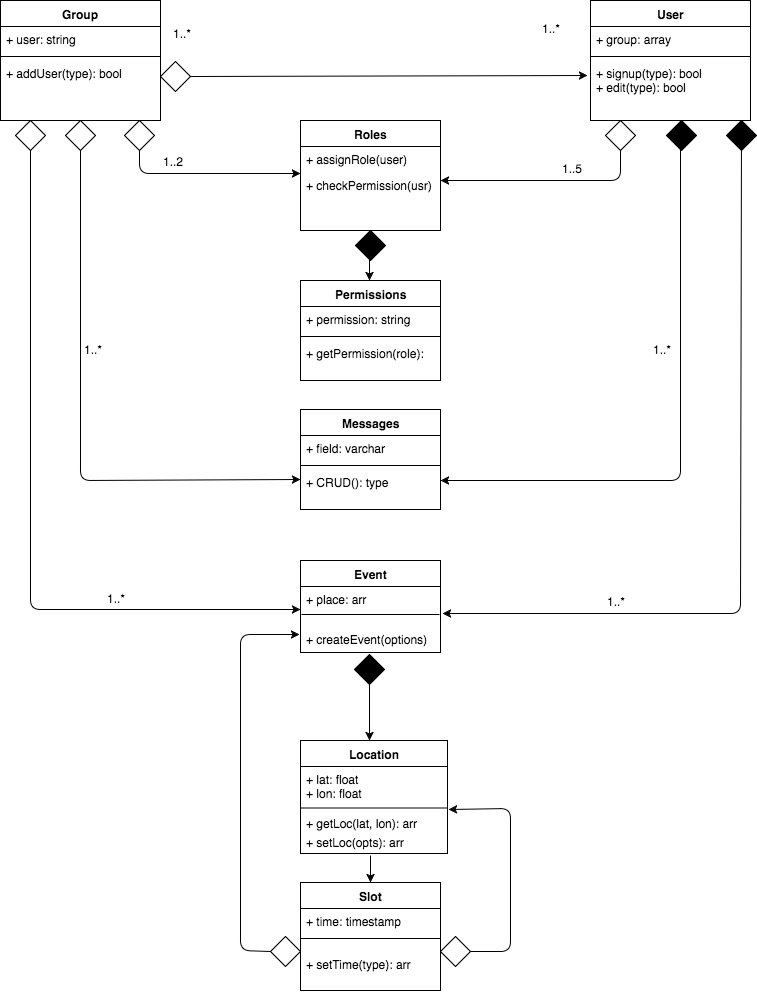 Group
User
+ user: string
1..*
1..*
+ group: array
+ addUser(type): bool
+ signup(type): bool
+ edit(type): bool
Roles
+ assignRole(user)
1..2
1..5
+ checkPermission(usr)
Permissions
+ permission: string
1..*
1..*
+ getPermission(role):
Messages
+ field: varchar
+ CRUD(): type
Event
1..*
+ place: arr
1..*
+ createEvent(options)
Location
+ lat: float
+ lon: float
+ getLoc(lat, lon): arr
+ setLoc(opts): arr
Slot
+ time: timestamp
+ setTime(type): arr